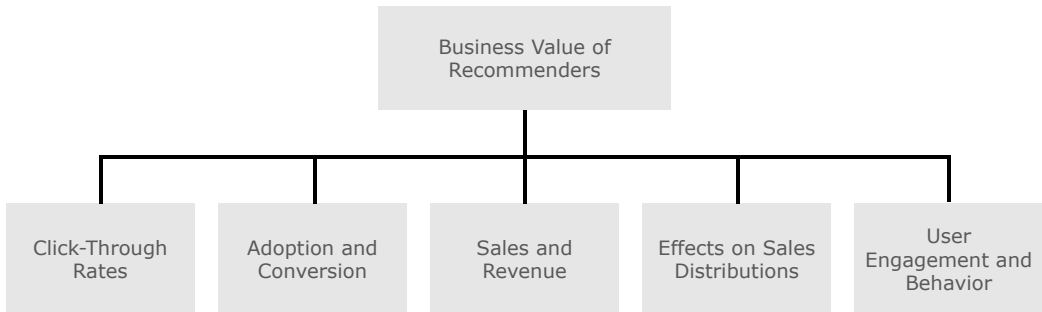 Business Value of
Recommenders
Click-Through
Rates
Adoption and
Conversion
Sales and
Revenue
Effects on Sales
Distributions
User
Engagement and
Behavior